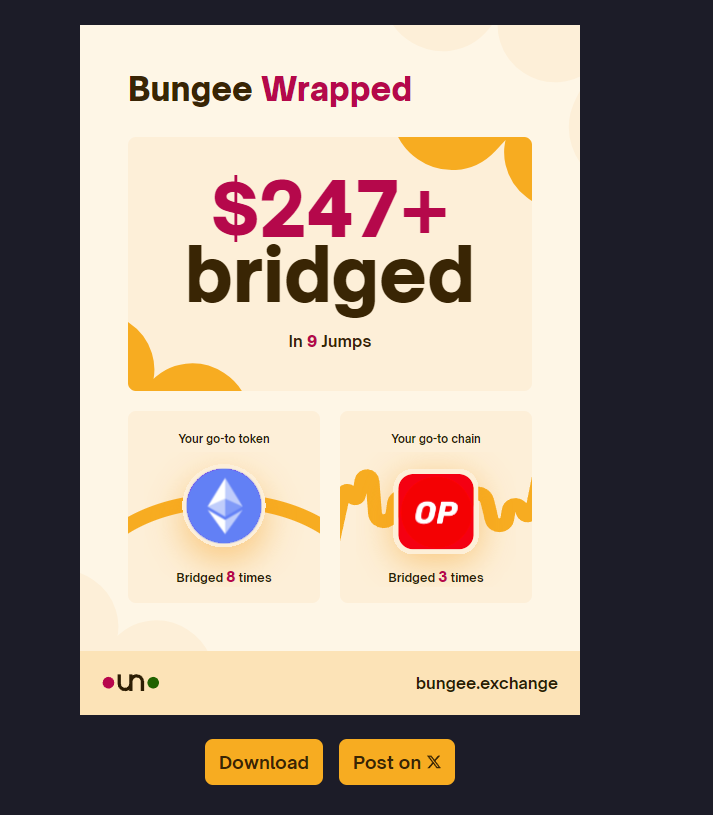 Bungee Wrapped
$247+
bridged
In 9 Jumps
Your go-to token
Your go-to chain
OP
Bridged 8 times
Bridged 3 times
bungee.exchange
Download
Post on 𝕏